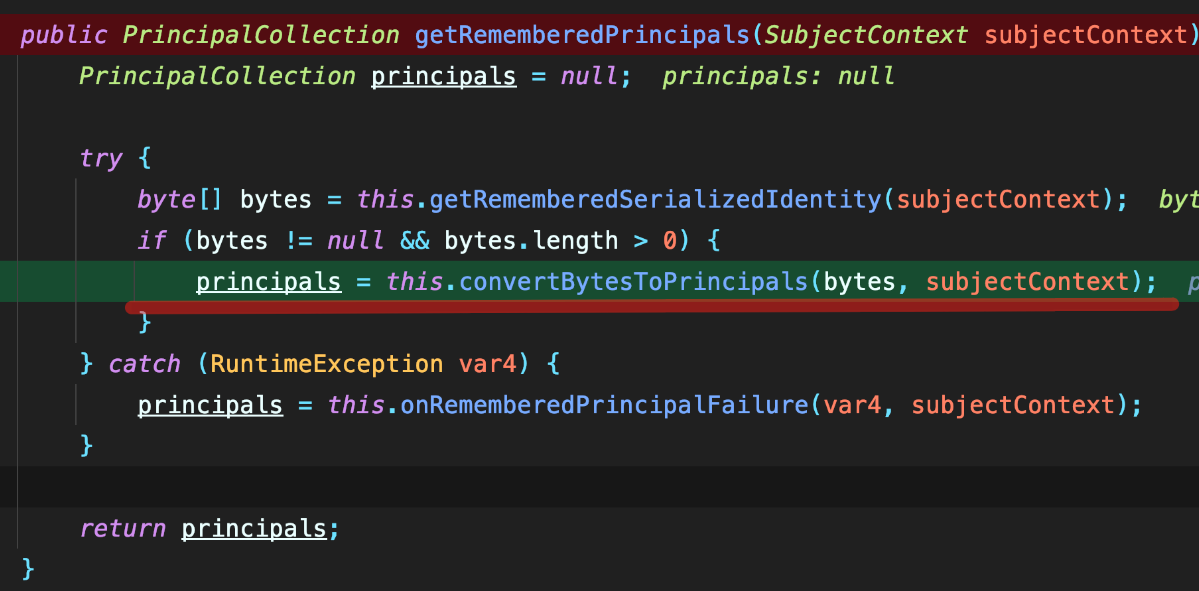 public PrincipalCollection getRememberedPrincipals(SubjectContext subjectContext)
PrincipalCollection principals = null; principals: null
try {
byte[] bytes = this.getRememberedSerializedIdentity(subjectContext); byt
if (bytes != null && bytes.length > 0) {
principals = this.convertBytesToPrincipals(bytes, subjectContext); p
}
} catch (RuntimeException var4) {
principals = this.onRememberedPrincipalFailure(var4, subjectContext);
}
return principals;
}